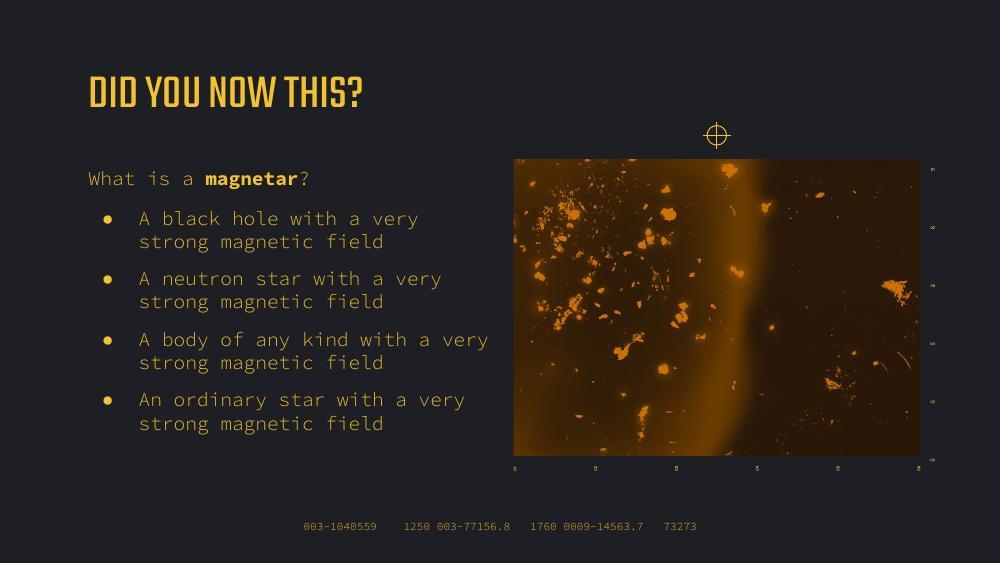 DID YOU NOW THIS?
What is a magnetar?
● A black hole with a very
strong magnetic field
● A neutron star with a very
strong magnetic field
● A body of any kind with a very
strong magnetic field
● An ordinary star with a very
strong magnetic field
003-1040559 1250 003-77156.8 1760 0009-14563.7 73273